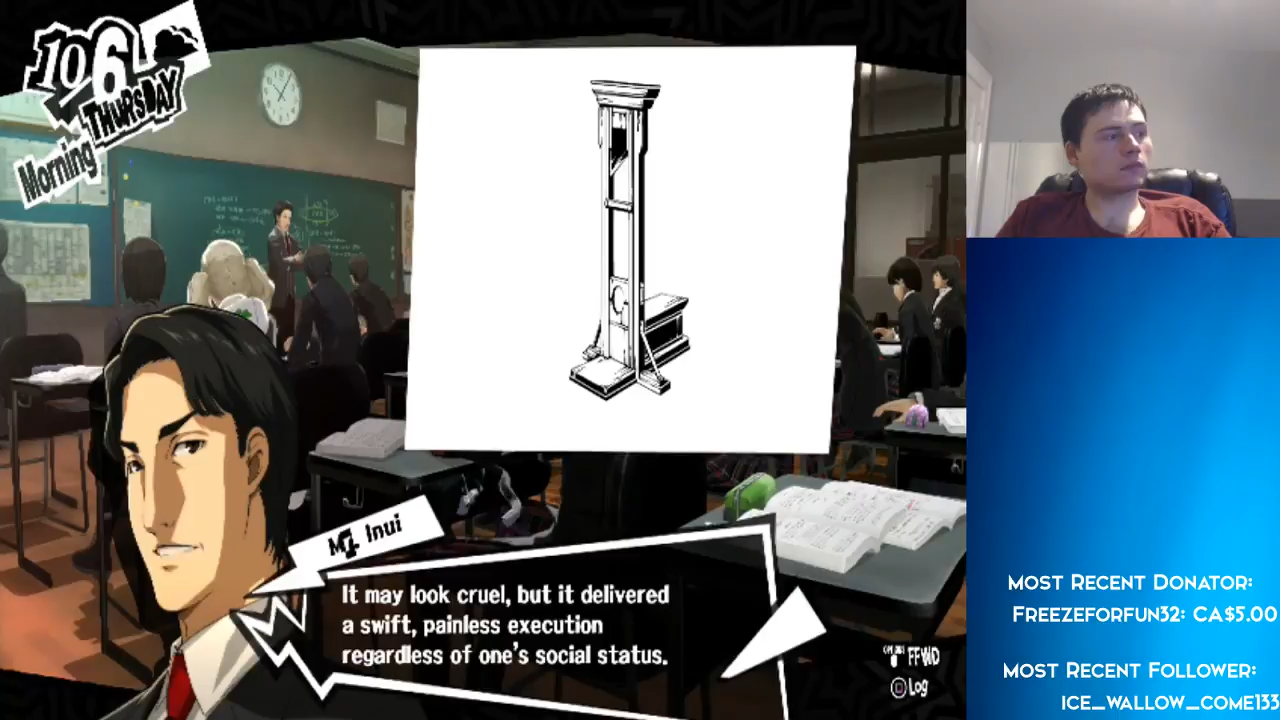 10/6
THURSDAY
Morning
Mr. Inui
It may look cruel, but it delivered
a swift, painless execution
regardless of one's social status.
OPTIONS
FFWD
Log
MOST RECENT DONATOR:
FREEZEFORFUN32: CA$5.00
MOST RECENT FOLLOWER:
ICE_WALLOW_COME133